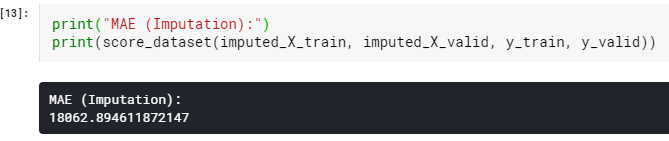 [13]:
print("MAE (Imputation):")
print(score_dataset(imputed_X_train, imputed_X_valid, y_train, y_valid))
MAE (Imputation):
18062.894611872147